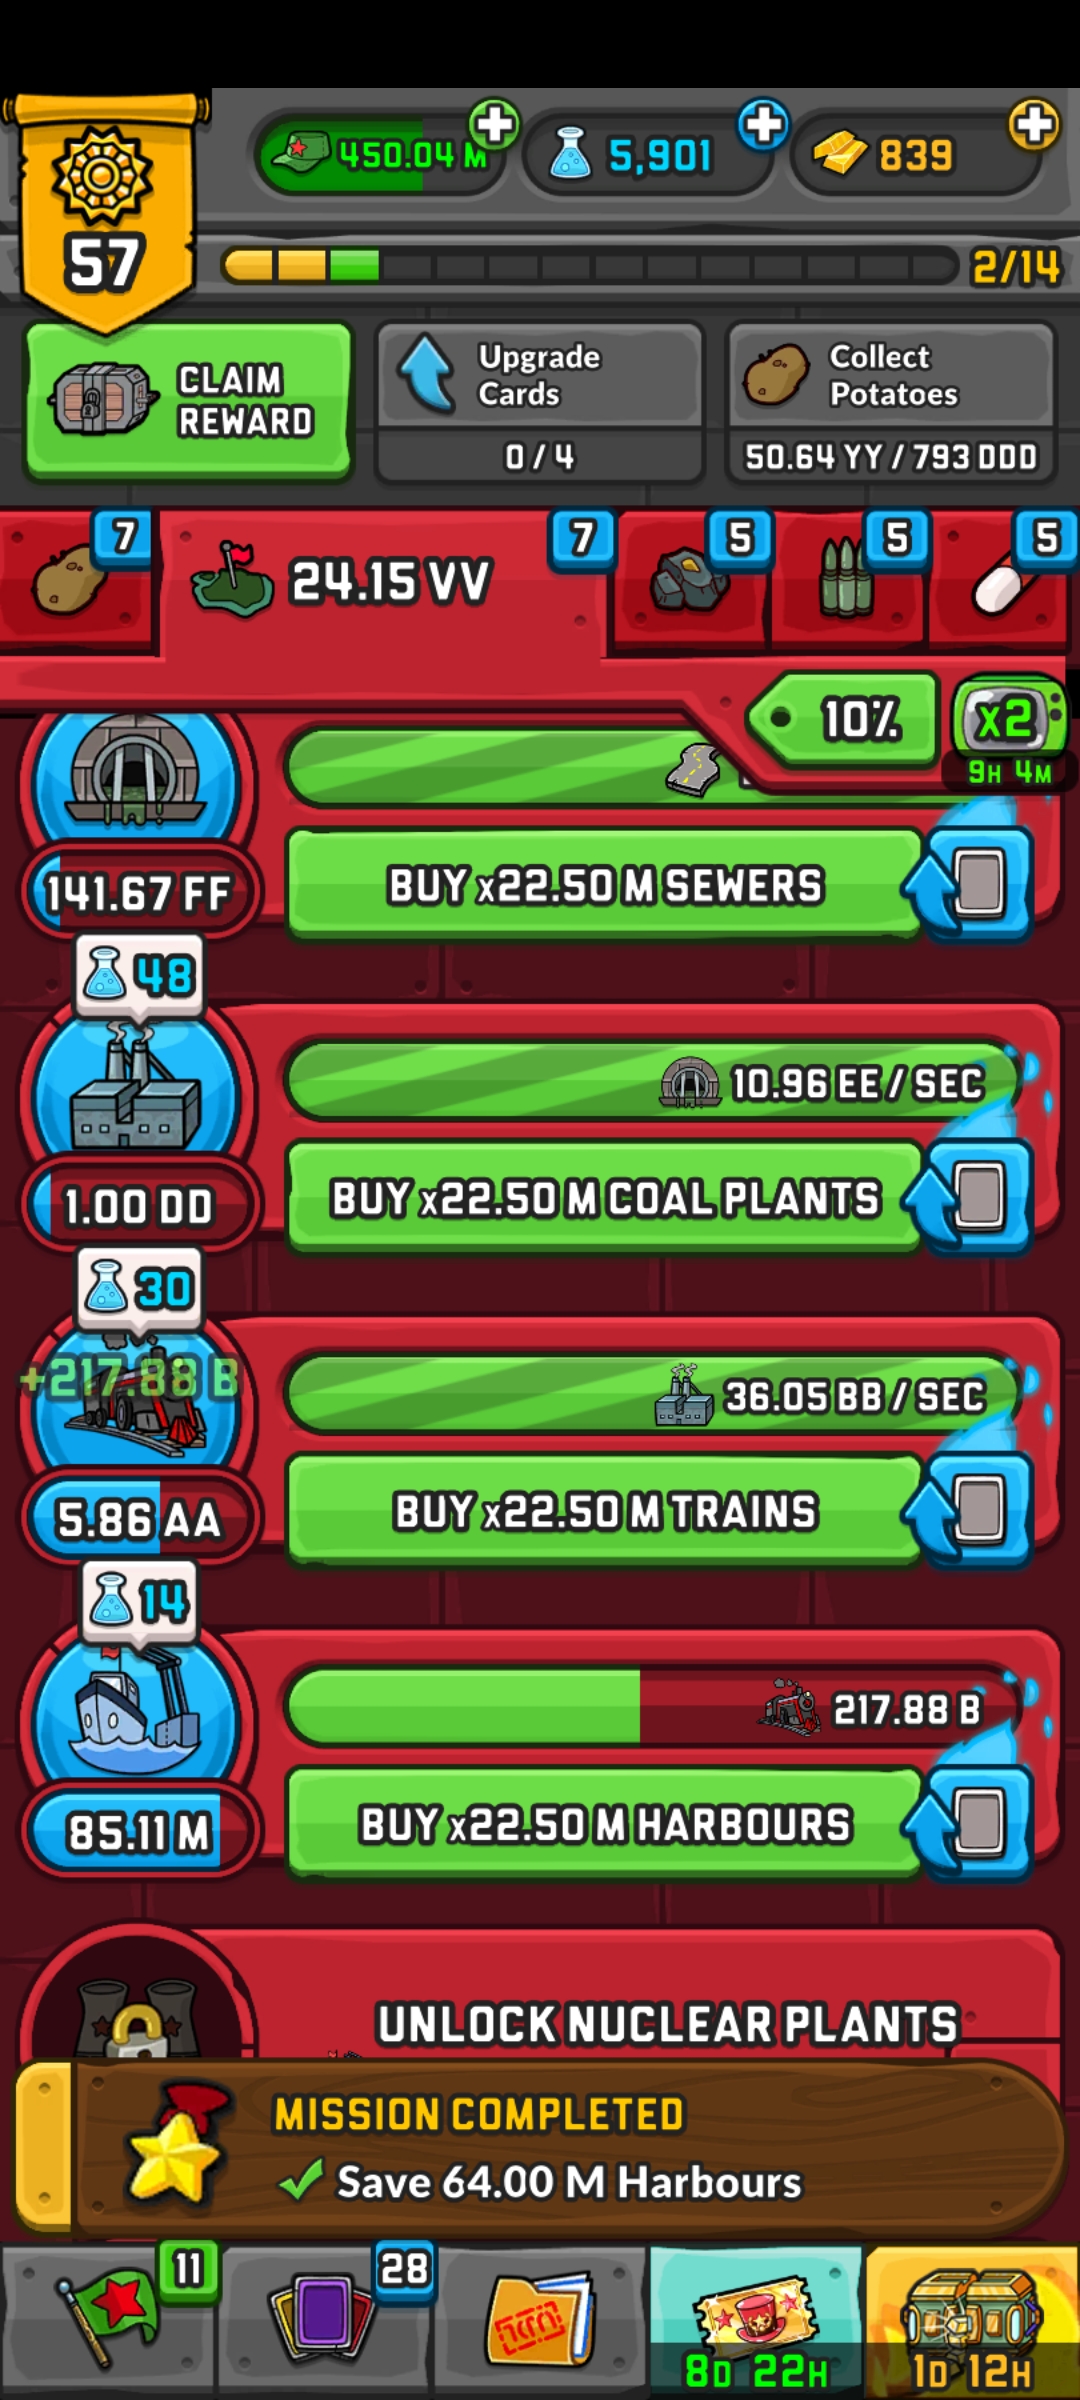 57
450.04 M
5,901
839
2/14
CLAIM
REWARD
Upgrade
Cards
0 / 4
Collect
Potatoes
50.64 YY / 793 DDD
7
24.15 VV
7
5
5
5
10%
x2
9H 4M
141.67 FF
BUY x22.50 M SEWERS
48
10.96 EE / SEC
1.00 DD
BUY x22.50 M COAL PLANTS
30
+217.88 B
36.05 BB / SEC
5.86 AA
BUY x22.50 M TRAINS
14
217.88 B
85.11 M
BUY x22.50 M HARBOURS
UNLOCK NUCLEAR PLANTS
MISSION COMPLETED
Save 64.00 M Harbours
11
28
8D 22H
1D 12H